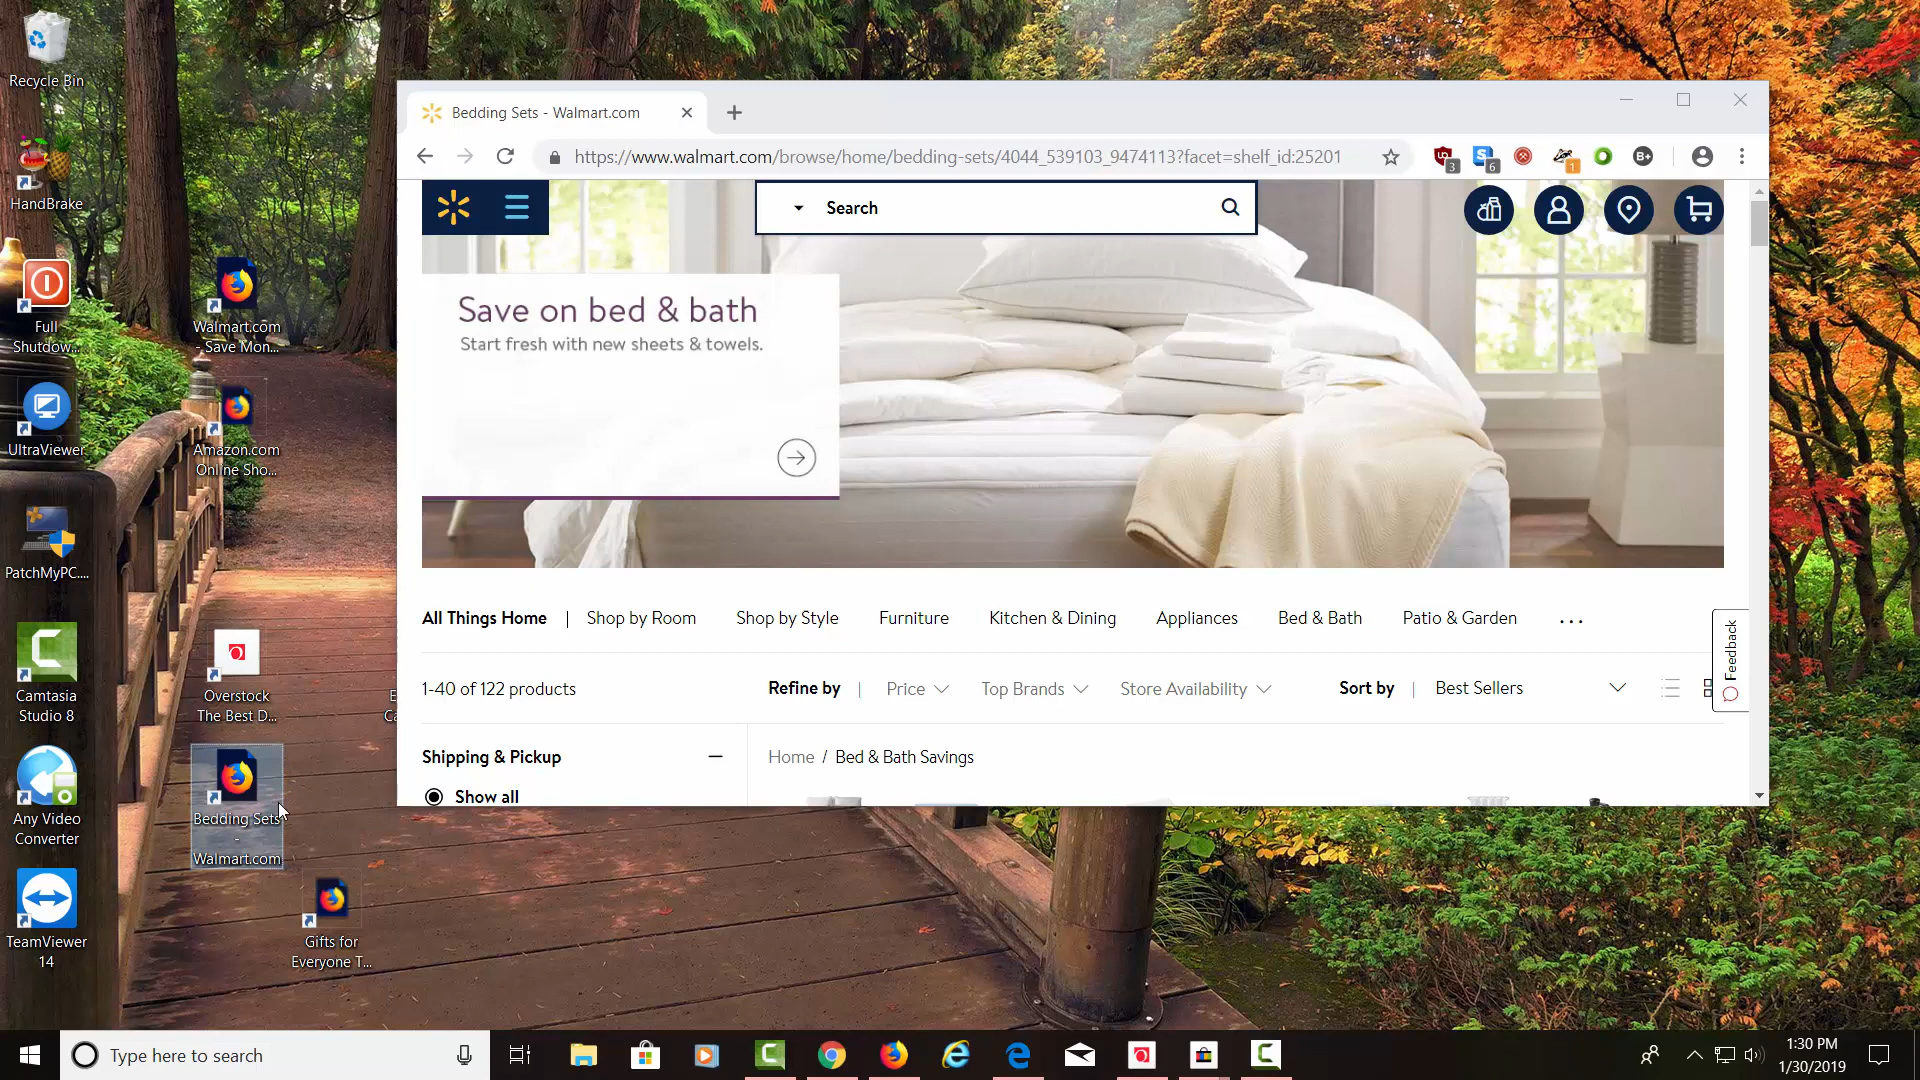 Recycle Bin
HandBrake
Full
Shutdow...
UltraViewer
PatchMyPC....
Camtasia
Studio 8
Any Video
Converter
TeamViewer
14
Walmart.com
- Save Mon...
Amazon.com
Online Sho...
Overstock
The Best D...
Bedding Sets
-
Walmart.com
Gifts for
Everyone T...
E
Ca
Bedding Sets - Walmart.com
https://www.walmart.com/browse/home/bedding-sets/4044_539103_9474113?facet=shelf_id:25201
3
6
1
B+
Search
Save on bed & bath
Start fresh with new sheets & towels.
All Things Home | Shop by Room Shop by Style Furniture Kitchen & Dining Appliances Bed & Bath Patio & Garden ...
Feedback
1-40 of 122 products
Refine by | Price Top Brands Store Availability
Sort by | Best Sellers
Shipping & Pickup
Home / Bed & Bath Savings
Show all
Type here to search
1:30 PM
1/30/2019